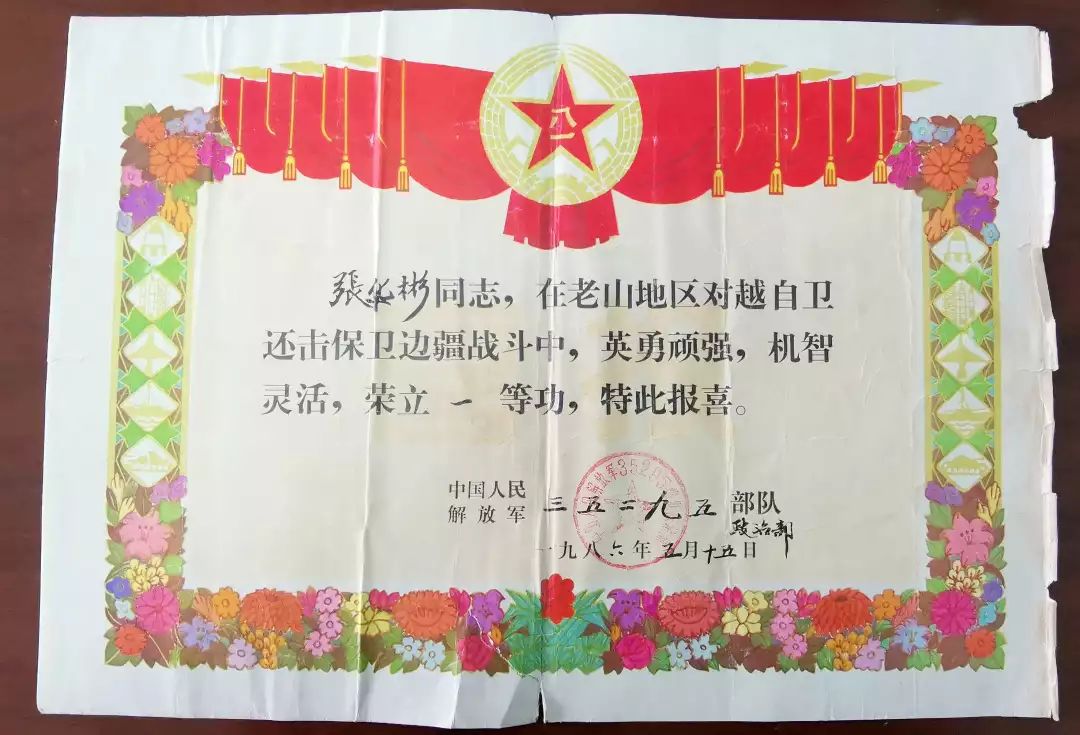 八一
張华彬同志，在老山地区对越自卫
还击保卫边疆战斗中，英勇顽强，机智
灵活，荣立 一 等功，特此报喜。
中国人民
解放军 三五二九五 部队
政治部
一九八六年五月十五日